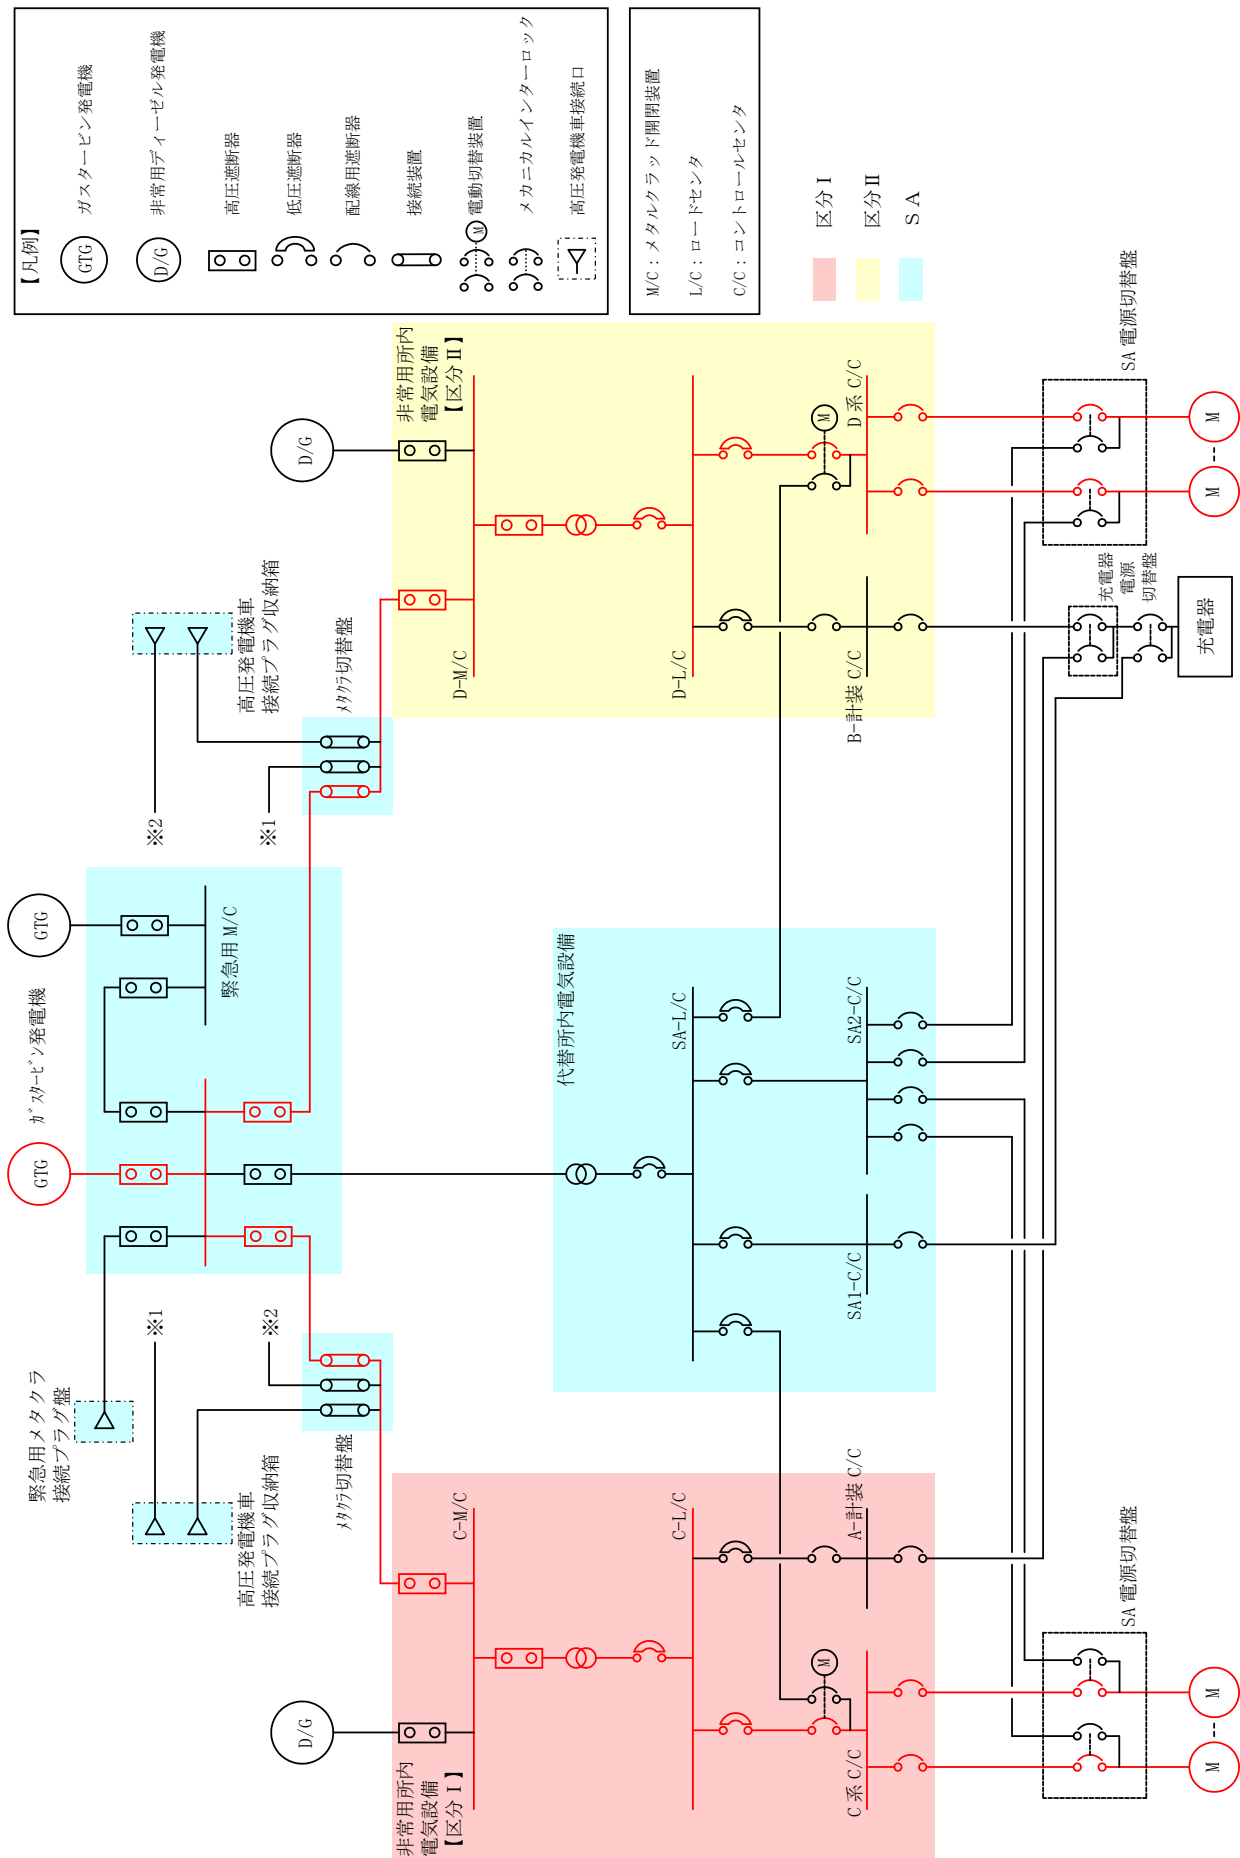 【凡例】
GTG ガスタービン発電機
D/G 非常用ディーゼル発電機
高圧遮断器
低圧遮断器
配線用遮断器
接続装置
M 電動切替装置
メカニカルインターロック
高圧発電機車接続口
M/C : メタルクラッド開閉装置
L/C : ロードセンタ
C/C : コントロールセンタ
区分Ⅰ
区分Ⅱ
ＳＡ
ｶﾞｽﾀｰﾋﾞﾝ発電機
GTG
GTG
緊急用メタクラ
接続プラグ盤
緊急用 M/C
※1
※2
※2
※1
高圧発電機車
接続プラグ収納箱
高圧発電機車
接続プラグ収納箱
ﾒﾀｸﾗ切替盤
ﾒﾀｸﾗ切替盤
D/G
D/G
非常用所内
電気設備
【区分Ⅰ】
非常用所内
電気設備
【区分Ⅱ】
C-M/C
D-M/C
代替所内電気設備
C-L/C
SA-L/C
D-L/C
M
M
C 系 C/C
A-計装 C/C
SA1-C/C
SA2-C/C
B-計装 C/C
D 系 C/C
SA 電源切替盤
充電器
電源
切替盤
SA 電源切替盤
M
M
充電器
M
M